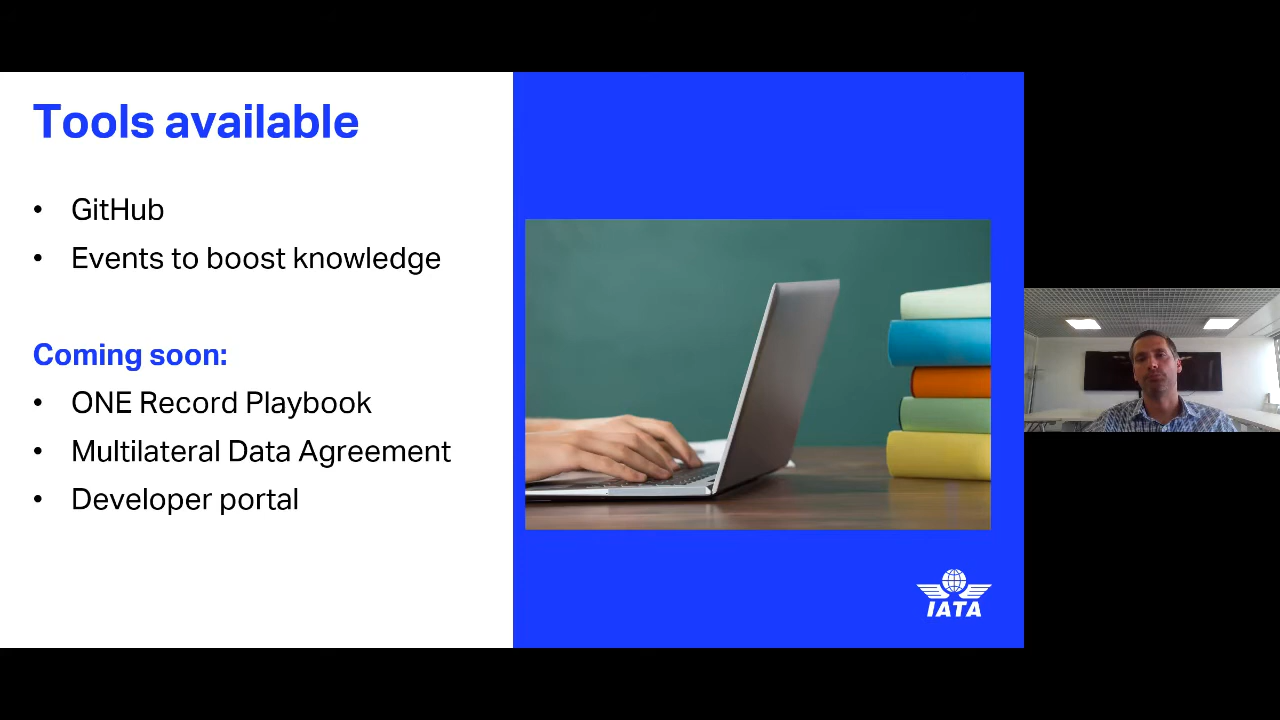 Tools available
• GitHub
• Events to boost knowledge
Coming soon:
• ONE Record Playbook
• Multilateral Data Agreement
• Developer portal
IATA